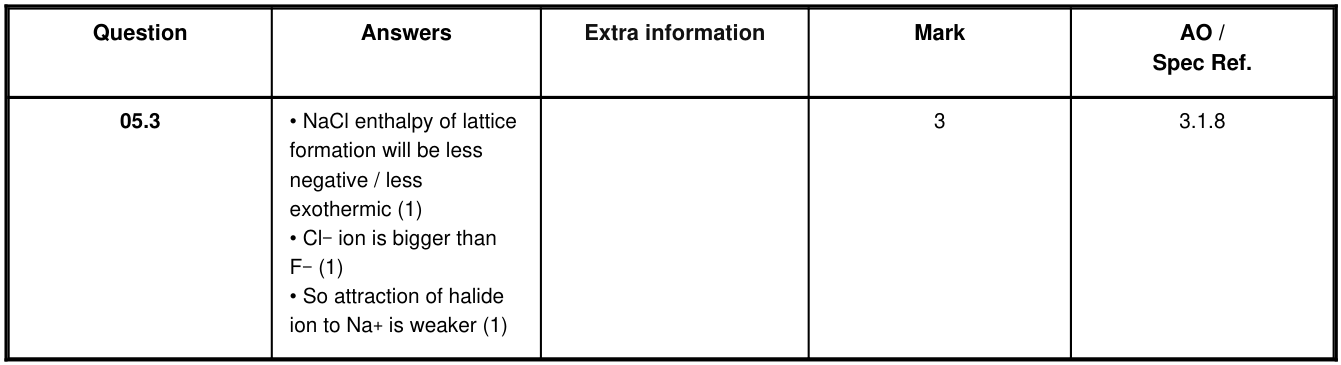 Question Answers Extra information Mark AO /
Spec Ref.
05.3 • NaCl enthalpy of lattice 3 3.1.8
formation will be less
negative / less
exothermic (1)
• Cl– ion is bigger than
F– (1)
• So attraction of halide
ion to Na+ is weaker (1)